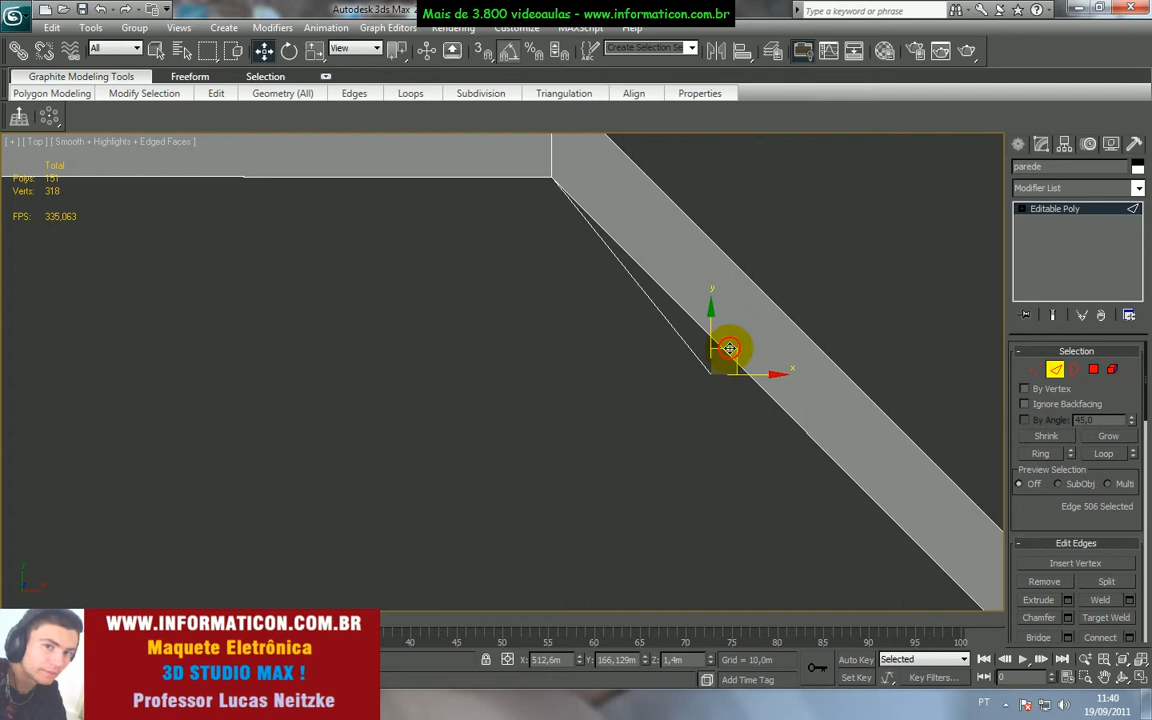 Autodesk 3ds Max 2
Mais de 3.800 videoaulas - www.informaticon.com.br
Type a keyword or phrase
Edit Tools Group Views Create Modifiers Animation Graph Editors Rendering Customize MAXScript Help
All View Create Selection Se
Graphite Modeling Tools Freeform Selection
Polygon Modeling Modify Selection Edit Geometry (All) Edges Loops Subdivision Triangulation Align Properties
[ + ] [ Top ] [ Smooth + Highlights + Edged Faces ]
Total
Polys: 151
Verts: 318
FPS: 335,063
y
x
parede
Modifier List
Editable Poly
Selection
By Vertex
Ignore Backfacing
By Angle: 45,0
Shrink Grow
Ring Loop
Preview Selection
Off SubObj Multi
Edge 506 Selected
Edit Edges
Insert Vertex
Remove Split
Extrude Weld
Chamfer Target Weld
Bridge Connect
WWW.INFORMATICON.COM.BR
Maquete Eletrônica
3D STUDIO MAX !
Professor Lucas Neitzke
40 45 50 55 60 65 70 75 80 85 90 95 100
X: 512,6m Y: 166,129m Z: 1,4m Grid = 10,0m Auto Key Selected
Add Time Tag Set Key Key Filters... 0
PT 11:40
19/09/2011